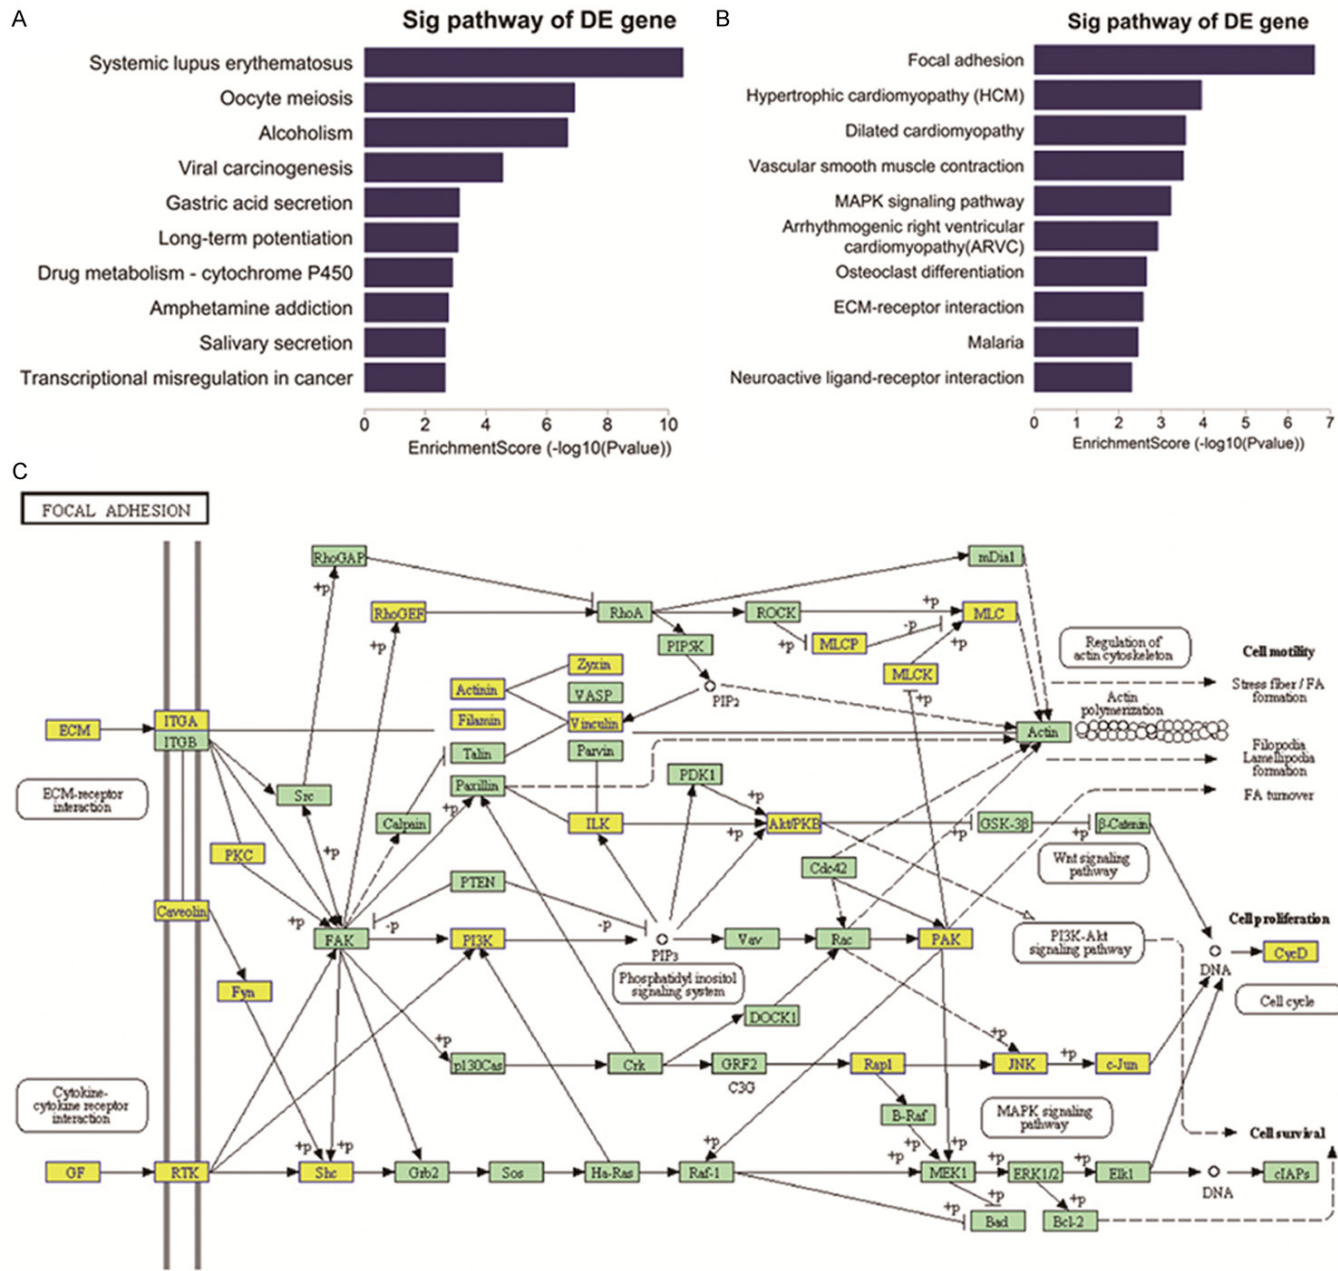 A
Sig pathway of DE gene
Systemic lupus erythematosus
Oocyte meiosis
Alcoholism
Viral carcinogenesis
Gastric acid secretion
Long-term potentiation
Drug metabolism - cytochrome P450
Amphetamine addiction
Salivary secretion
Transcriptional misregulation in cancer
0 2 4 6 8 10
EnrichmentScore (-log10(Pvalue))
B
Sig pathway of DE gene
Focal adhesion
Hypertrophic cardiomyopathy (HCM)
Dilated cardiomyopathy
Vascular smooth muscle contraction
MAPK signaling pathway
Arrhythmogenic right ventricular
cardiomyopathy(ARVC)
Osteoclast differentiation
ECM-receptor interaction
Malaria
Neuroactive ligand-receptor interaction
0 1 2 3 4 5 6 7
EnrichmentScore (-log10(Pvalue))
C
FOCAL ADHESION
RhoGAP
mDia1
+p
RhoGEF
RhoA
ROCK
+p
MLC
+p
PIP5K
+p
MLCP
-p
+p
Regulation of
actin cytoskeleton
Cell motility
Zyxin
MLCK
+p
Actinin
VASP
PIP2
Stress fiber / FA
formation
Actin
polymerization
ECM
ITGA
Filamin
Vinculin
ITGB
Actin
Talin
Parvin
Filopodia
Lamellipodia
formation
PDK1
ECM-receptor
interaction
Src
Paxillin
+p
+p
FA turnover
Calpain
ILK
+p
Akt/PKB
+p
GSK-3β
+p
β-Catenin
PKC
+p
Cdc42
Wnt signaling
pathway
PTEN
Caveolin
+p
-p
-p
Cell proliferation
FAK
PI3K
PIP3
Vav
Rac
PAK
PI3K-Akt
signaling pathway
DNA
CycD
Phosphatidyl inositol
signaling system
Fyn
Cell cycle
DOCK1
+p
+p
+p
p130Cas
Crk
GRF2
C3G
Rap1
JNK
c-Jun
Cytokine-
cytokine receptor
interaction
B-Raf
MAPK signaling
pathway
+p
+p
+p
+p
+p
+p
+p
Cell survival
GF
RTK
Shc
Grb2
Sos
Ha-Ras
Raf-1
MEK1
ERK1/2
Elk1
DNA
cIAPs
+p
+p
+p
Bad
Bcl-2